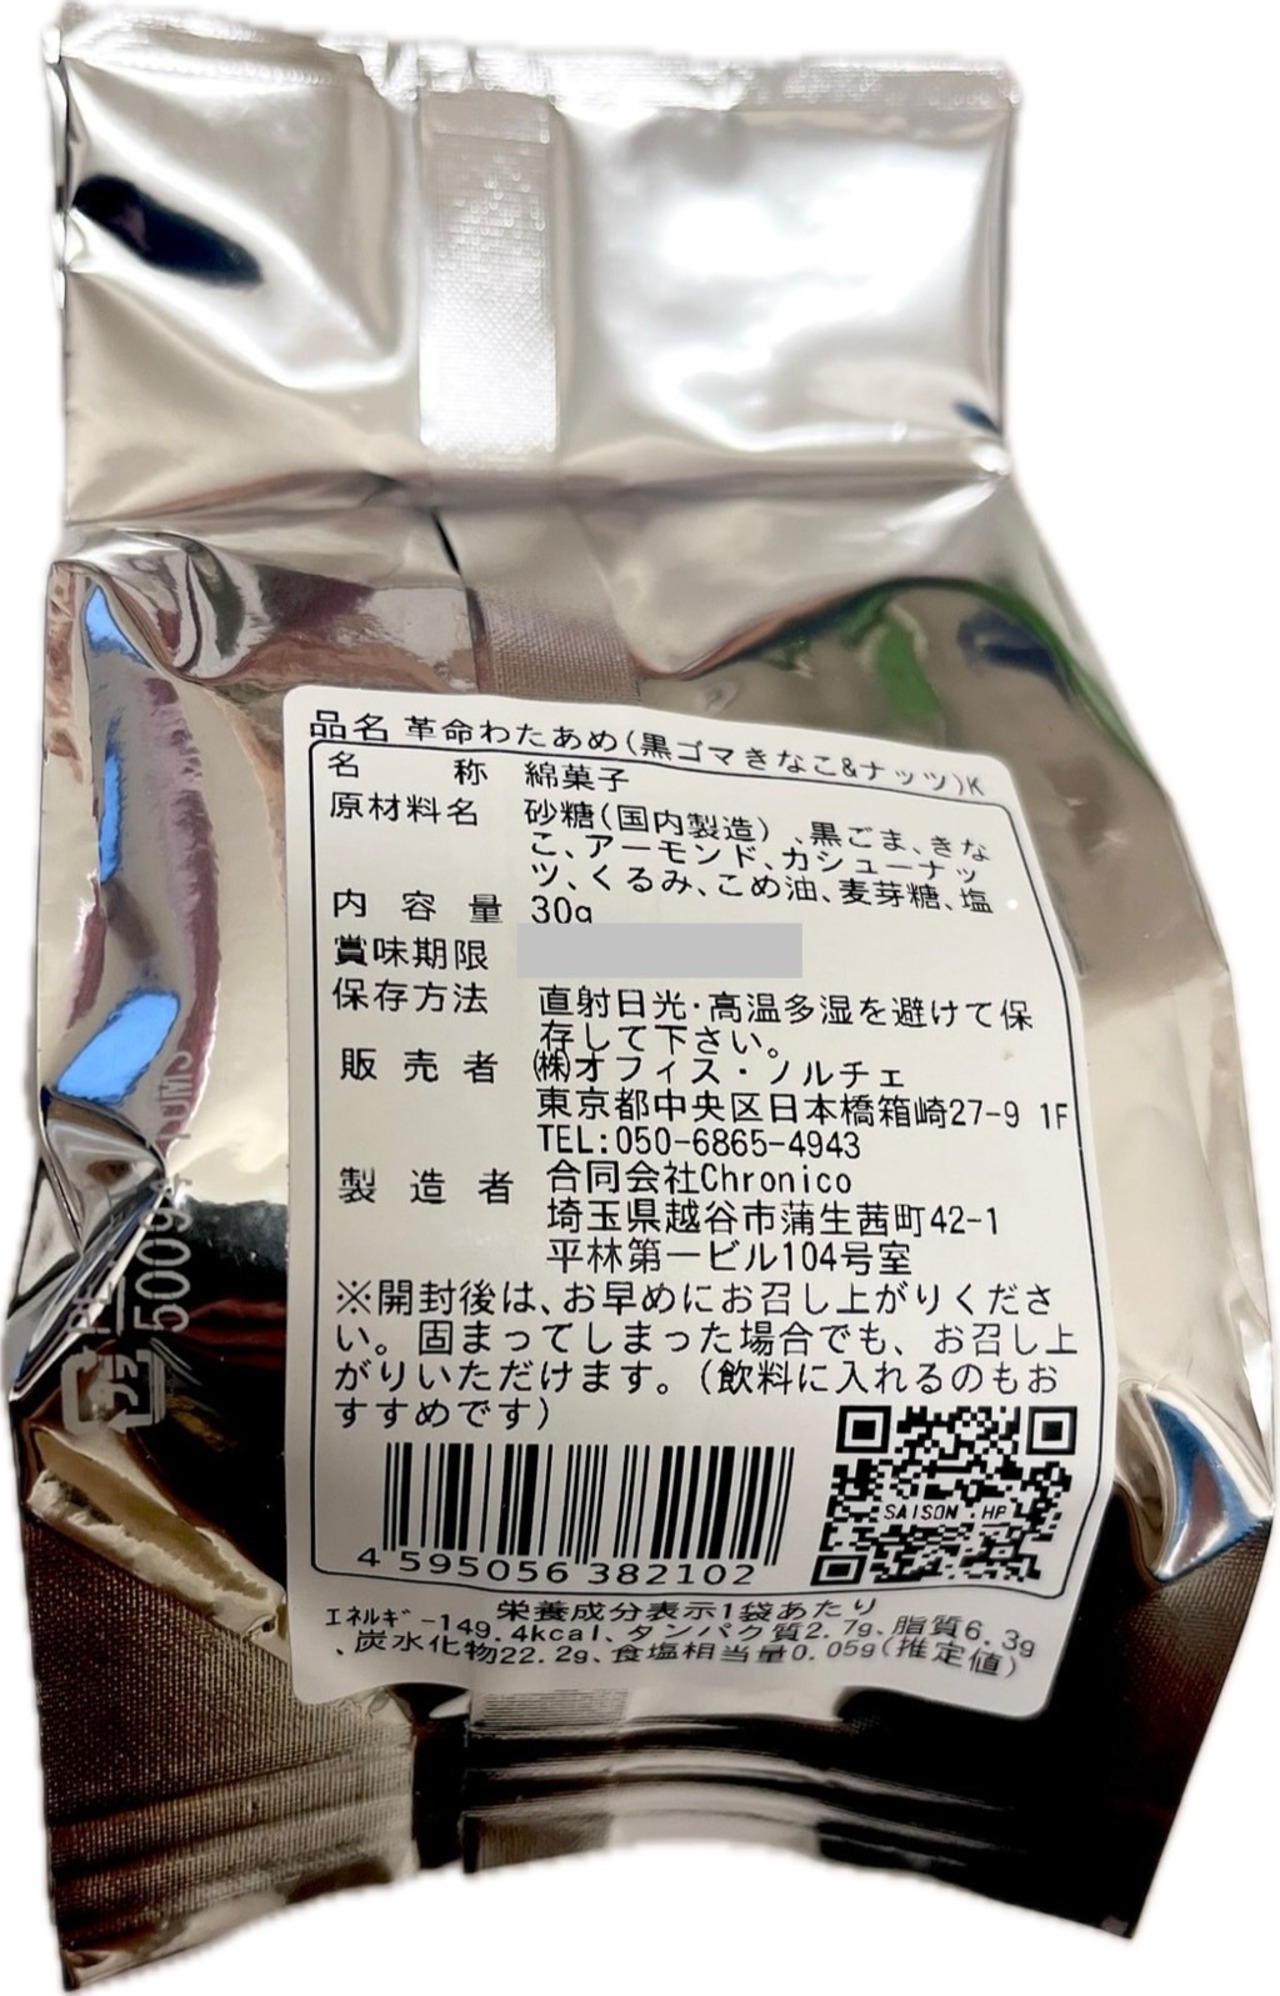 品名 革命わたあめ(黒ゴマきなこ&ナッツ)K
名称 綿菓子
原材料名 砂糖(国内製造)、黒ごま、きな
こ、アーモンド、カシューナッ
ツ、くるみ、こめ油、麦芽糖、塩
内容量 30g
賞味期限
保存方法 直射日光・高温多湿を避けて保
存して下さい。
販売者 ㈱オフィス・ノルチェ
東京都中央区日本橋箱崎27-9 1F
TEL:050-6865-4943
製造者 合同会社Chronico
埼玉県越谷市蒲生茜町42-1
平林第一ビル104号室
※開封後は、お早めにお召し上がりくださ
い。固まってしまった場合でも、お召し上
がりいただけます。(飲料に入れるのもお
すすめです)
SAISON.HP
4 595056 382102
栄養成分表示1袋あたり
エネルギー149.4kcal、タンパク質2.7g、脂質6.3g
、炭水化物22.2g、食塩相当量0.05g(推定値)
プラ
500g